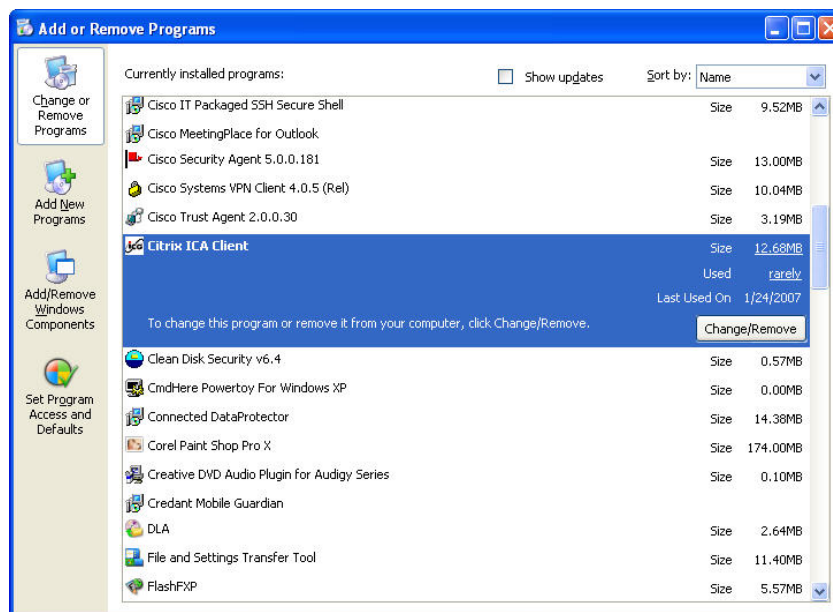 Add or Remove Programs
Change or
Remove
Programs
Add New
Programs
Add/Remove
Windows
Components
Set Program
Access and
Defaults
Currently installed programs:
Show updates
Sort by: Name
Cisco IT Packaged SSH Secure Shell Size 9.52MB
Cisco MeetingPlace for Outlook
Cisco Security Agent 5.0.0.181 Size 13.00MB
Cisco Systems VPN Client 4.0.5 (Rel) Size 10.04MB
Cisco Trust Agent 2.0.0.30 Size 3.19MB
ica Citrix ICA Client Size 12.68MB
Used rarely
Last Used On 1/24/2007
To change this program or remove it from your computer, click Change/Remove. Change/Remove
Clean Disk Security v6.4 Size 0.57MB
CmdHere Powertoy For Windows XP Size 0.00MB
Connected DataProtector Size 14.38MB
Corel Paint Shop Pro X Size 174.00MB
Creative DVD Audio Plugin for Audigy Series Size 0.10MB
Credant Mobile Guardian
DLA Size 2.64MB
File and Settings Transfer Tool Size 11.40MB
FlashFXP Size 5.57MB